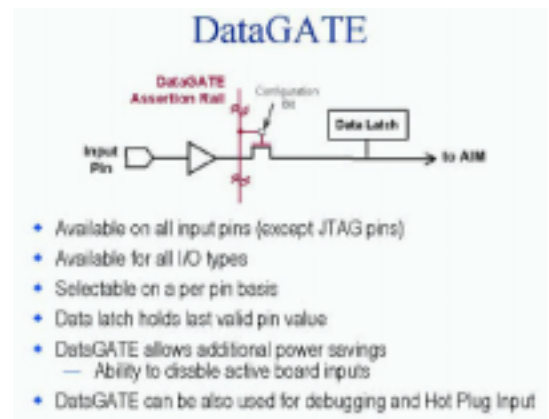 DataGATE
DataGATE
Assertion Rail
Configuration
Bit
Data Latch
Input
Pin
to AIM
Available on all input pins (except JTAG pins)
Available for all I/O types
Selectable on a per pin basis
Data latch holds last valid pin value
DataGATE allows additional power savings
— Ability to disable active board inputs
DataGATE can be also used for debugging and Hot Plug Input